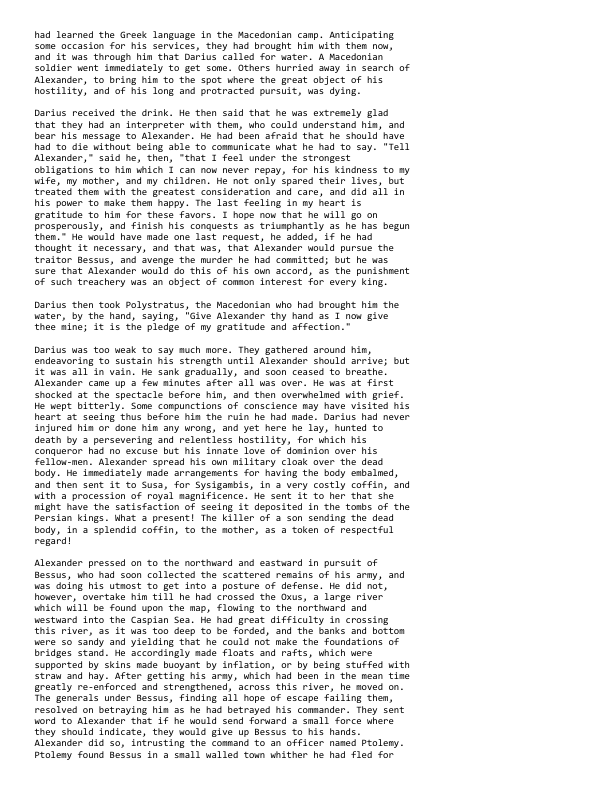 had learned the Greek language in the Macedonian camp. Anticipating
some occasion for his services, they had brought him with them now,
and it was through him that Darius called for water. A Macedonian
soldier went immediately to get some. Others hurried away in search of
Alexander, to bring him to the spot where the great object of his
hostility, and of his long and protracted pursuit, was dying.
Darius received the drink. He then said that he was extremely glad
that they had an interpreter with them, who could understand him, and
bear his message to Alexander. He had been afraid that he should have
had to die without being able to communicate what he had to say. "Tell
Alexander," said he, then, "that I feel under the strongest
obligations to him which I can now never repay, for his kindness to my
wife, my mother, and my children. He not only spared their lives, but
treated them with the greatest consideration and care, and did all in
his power to make them happy. The last feeling in my heart is
gratitude to him for these favors. I hope now that he will go on
prosperously, and finish his conquests as triumphantly as he has begun
them." He would have made one last request, he added, if he had
thought it necessary, and that was, that Alexander would pursue the
traitor Bessus, and avenge the murder he had committed; but he was
sure that Alexander would do this of his own accord, as the punishment
of such treachery was an object of common interest for every king.
Darius then took Polystratus, the Macedonian who had brought him the
water, by the hand, saying, "Give Alexander thy hand as I now give
thee mine; it is the pledge of my gratitude and affection."
Darius was too weak to say much more. They gathered around him,
endeavoring to sustain his strength until Alexander should arrive; but
it was all in vain. He sank gradually, and soon ceased to breathe.
Alexander came up a few minutes after all was over. He was at first
shocked at the spectacle before him, and then overwhelmed with grief.
He wept bitterly. Some compunctions of conscience may have visited his
heart at seeing thus before him the ruin he had made. Darius had never
injured him or done him any wrong, and yet here he lay, hunted to
death by a persevering and relentless hostility, for which his
conqueror had no excuse but his innate love of dominion over his
fellow-men. Alexander spread his own military cloak over the dead
body. He immediately made arrangements for having the body embalmed,
and then sent it to Susa, for Sysigambis, in a very costly coffin, and
with a procession of royal magnificence. He sent it to her that she
might have the satisfaction of seeing it deposited in the tombs of the
Persian kings. What a present! The killer of a son sending the dead
body, in a splendid coffin, to the mother, as a token of respectful
regard!
Alexander pressed on to the northward and eastward in pursuit of
Bessus, who had soon collected the scattered remains of his army, and
was doing his utmost to get into a posture of defense. He did not,
however, overtake him till he had crossed the Oxus, a large river
which will be found upon the map, flowing to the northward and
westward into the Caspian Sea. He had great difficulty in crossing
this river, as it was too deep to be forded, and the banks and bottom
were so sandy and yielding that he could not make the foundations of
bridges stand. He accordingly made floats and rafts, which were
supported by skins made buoyant by inflation, or by being stuffed with
straw and hay. After getting his army, which had been in the mean time
greatly re-enforced and strengthened, across this river, he moved on.
The generals under Bessus, finding all hope of escape failing them,
resolved on betraying him as he had betrayed his commander. They sent
word to Alexander that if he would send forward a small force where
they should indicate, they would give up Bessus to his hands.
Alexander did so, intrusting the command to an officer named Ptolemy.
Ptolemy found Bessus in a small walled town whither he had fled for